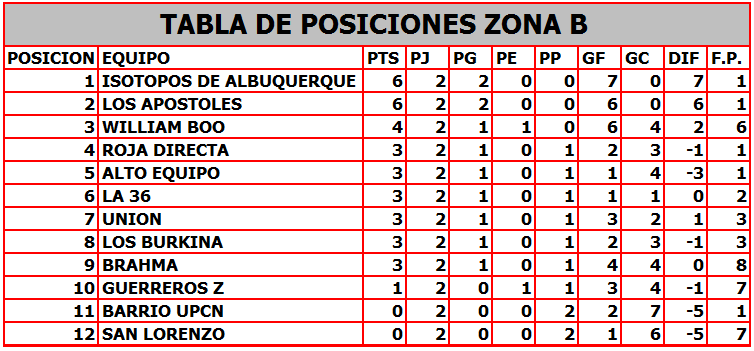 TABLA DE POSICIONES ZONA B
POSICION EQUIPO PTS PJ PG PE PP GF GC DIF F.P.
1 ISOTOPOS DE ALBUQUERQUE 6 2 2 0 0 7 0 7 1
2 LOS APOSTOLES 6 2 2 0 0 6 0 6 1
3 WILLIAM BOO 4 2 1 1 0 6 4 2 6
4 ROJA DIRECTA 3 2 1 0 1 2 3 -1 1
5 ALTO EQUIPO 3 2 1 0 1 1 4 -3 1
6 LA 36 3 2 1 0 1 1 1 0 2
7 UNION 3 2 1 0 1 3 2 1 3
8 LOS BURKINA 3 2 1 0 1 2 3 -1 3
9 BRAHMA 3 2 1 0 1 4 4 0 8
10 GUERREROS Z 1 2 0 1 1 3 4 -1 7
11 BARRIO UPCN 0 2 0 0 2 2 7 -5 1
12 SAN LORENZO 0 2 0 0 2 1 6 -5 7